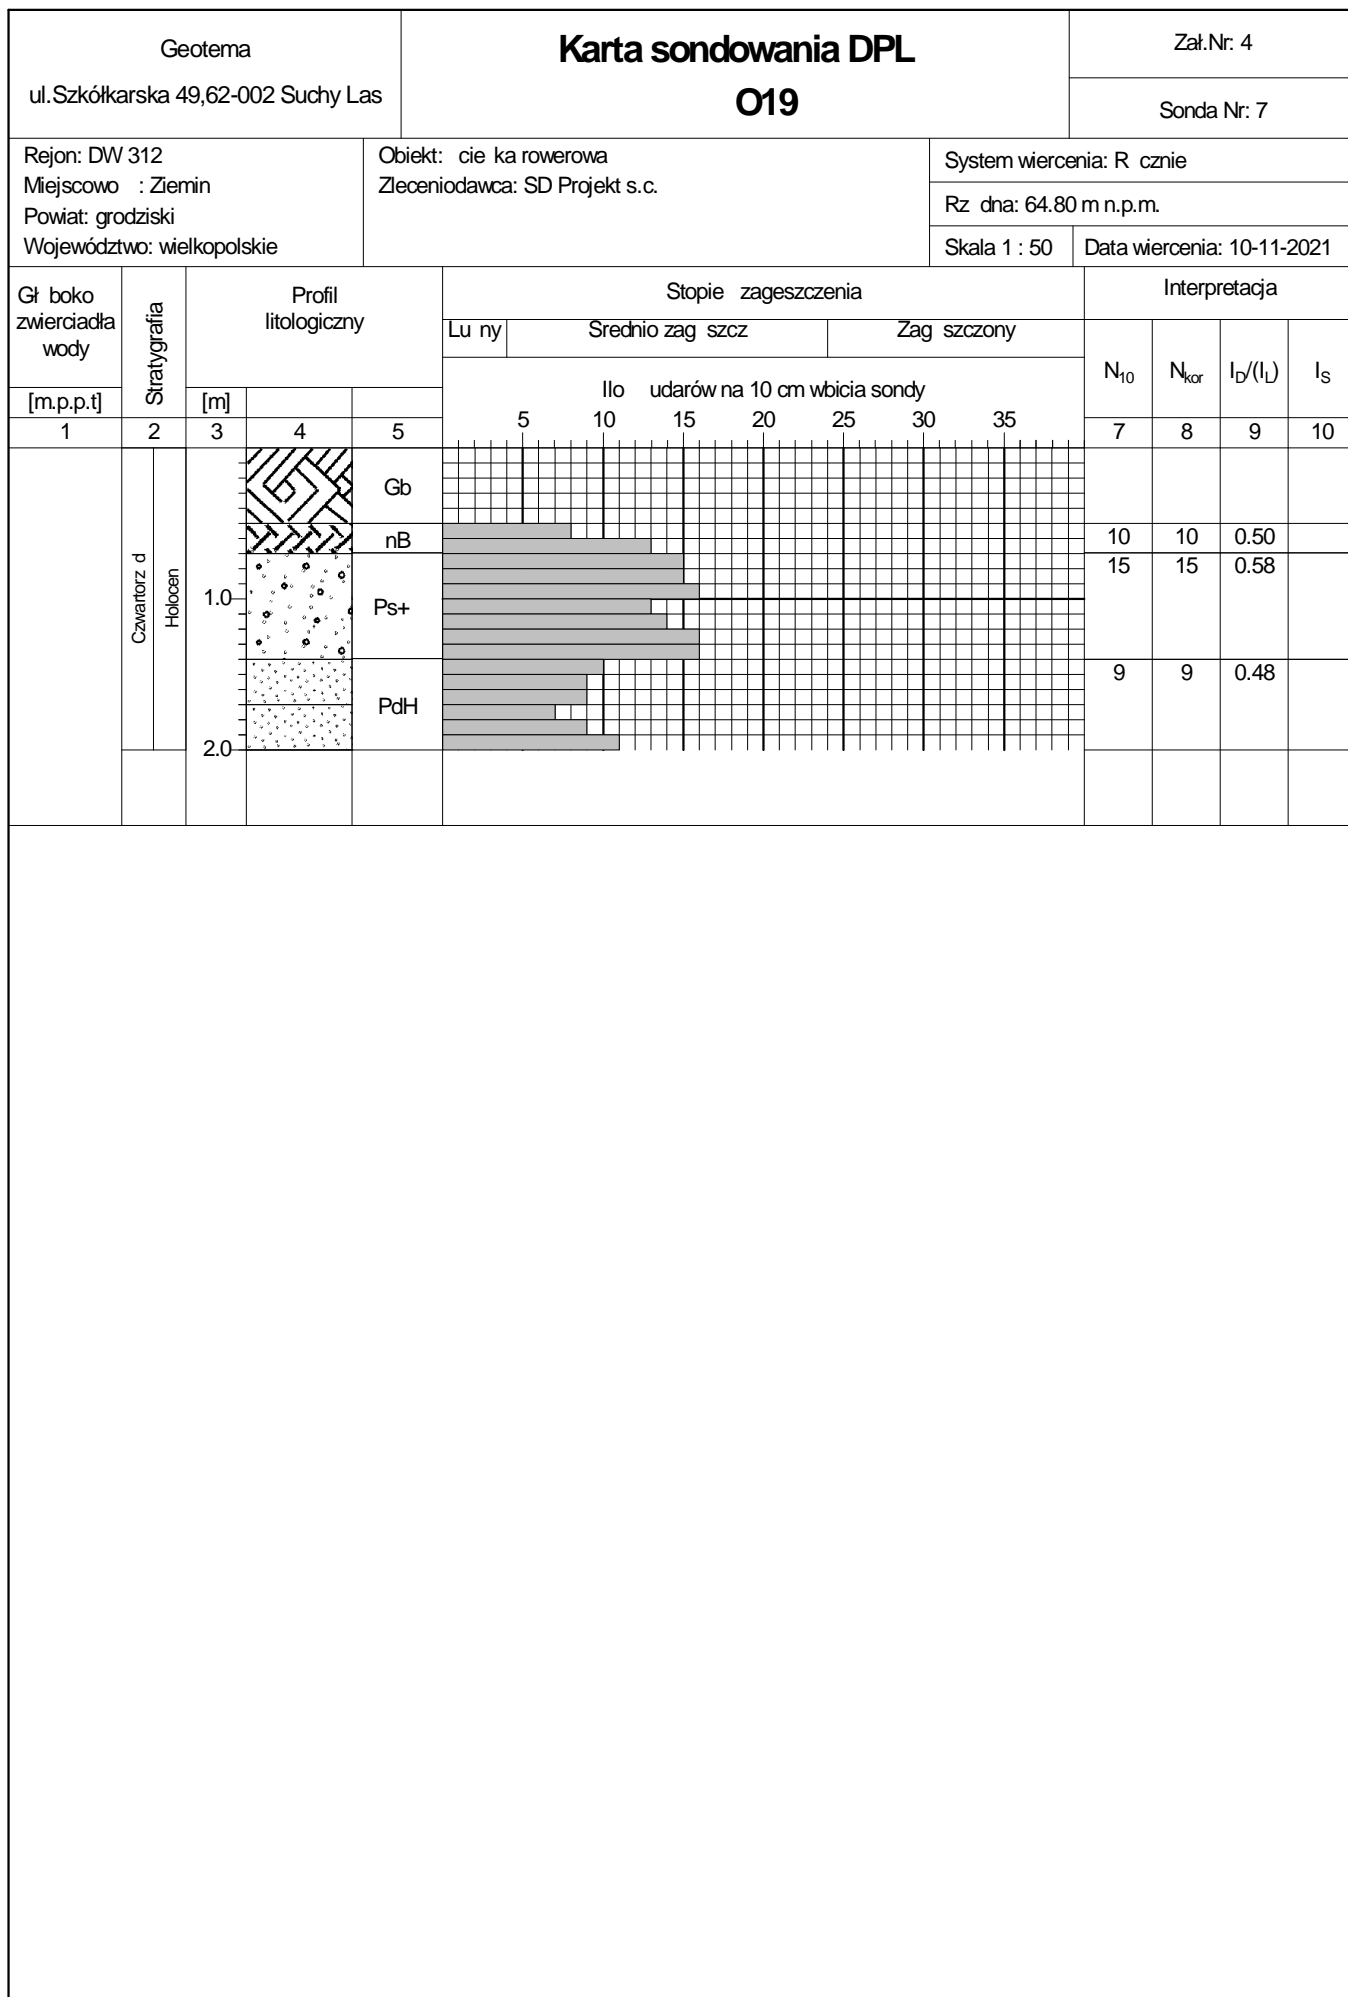 Geotema
ul.Szkółkarska 49,62-002 Suchy Las
Karta sondowania DPL
O19
Zał.Nr: 4
Sonda Nr: 7
Rejon: DW 312
Miejscowo : Ziemin
Powiat: grodziski
Województwo: wielkopolskie
Obiekt: cie ka rowerowa
Zleceniodawca: SD Projekt s.c.
System wiercenia: R cznie
Rz dna: 64.80 m n.p.m.
Skala 1 : 50 Data wiercenia: 10-11-2021
Gł boko
zwierciadła
wody
[m.p.p.t]
Stratygrafia
Profil
litologiczny
[m]
Stopie zageszczenia
Lu ny Srednio zag szcz Zag szczony
Ilo udarów na 10 cm wbicia sondy
5 10 15 20 25 30 35
Interpretacja
N10 Nkor ID/(IL) IS
1 2 3 4 5 7 8 9 10
Czwartorz d
Holocen
Gb
nB 10 10 0.50
15 15 0.58
1.0 Ps+
9 9 0.48
PdH
2.0